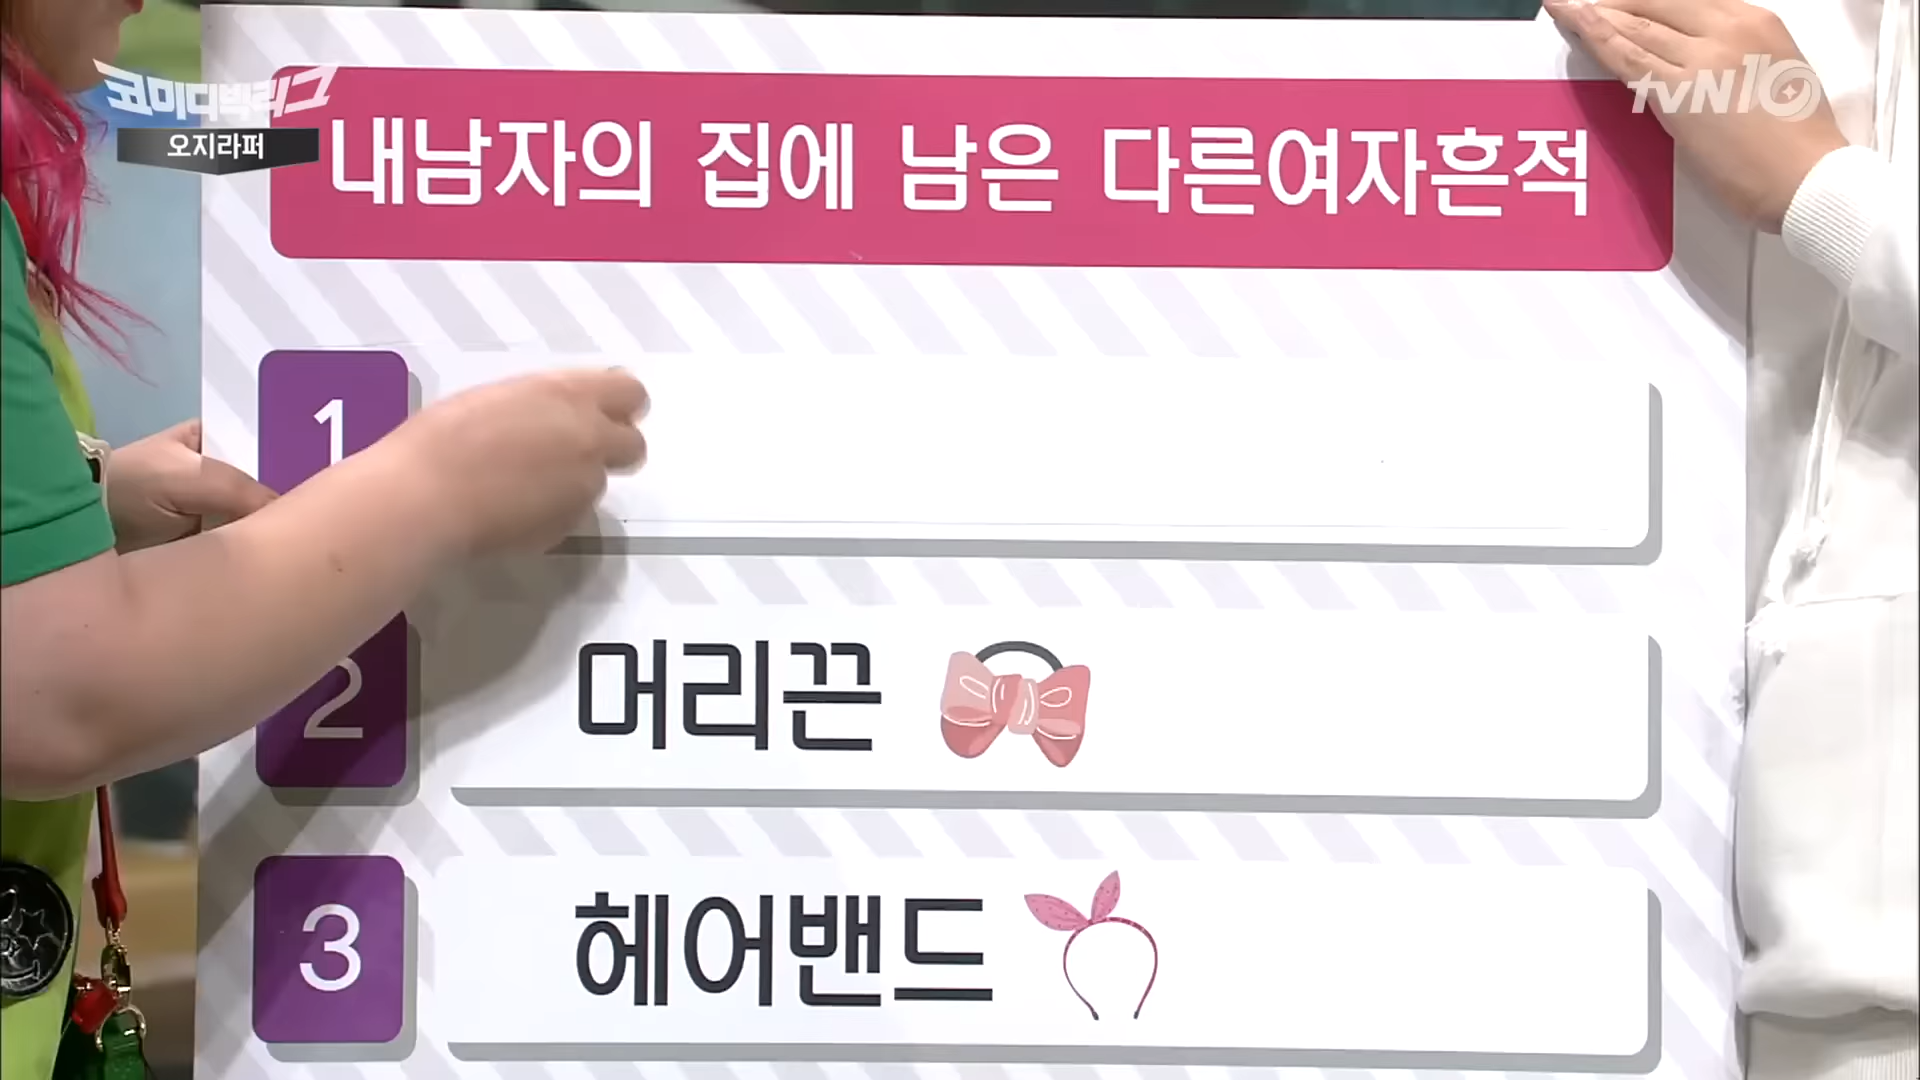 코미디빅리그
오지라퍼
tvN10
내남자의 집에 남은 다른여자흔적
1
2 머리끈
3 헤어밴드